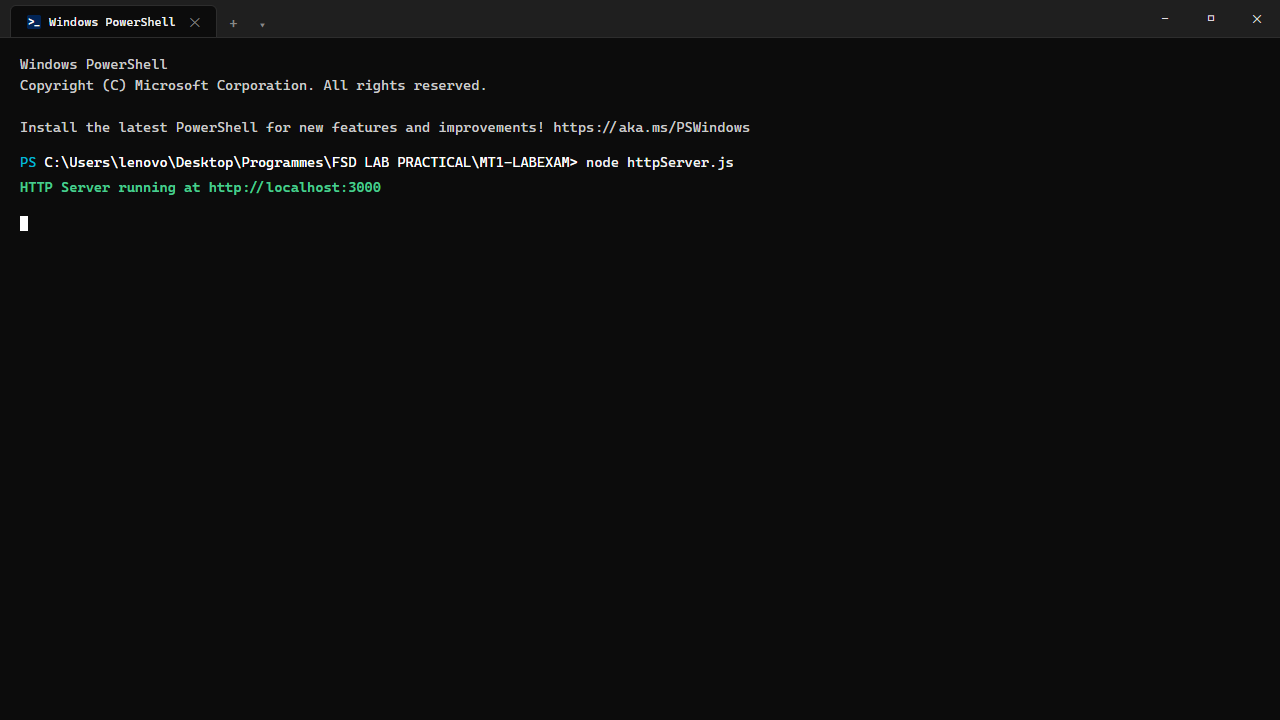 Windows PowerShell
Windows PowerShell
Copyright (C) Microsoft Corporation. All rights reserved.
Install the latest PowerShell for new features and improvements! https://aka.ms/PSWindows
PS C:\Users\lenovo\Desktop\Programmes\FSD LAB PRACTICAL\MT1-LABEXAM> node httpServer.js
HTTP Server running at http://localhost:3000